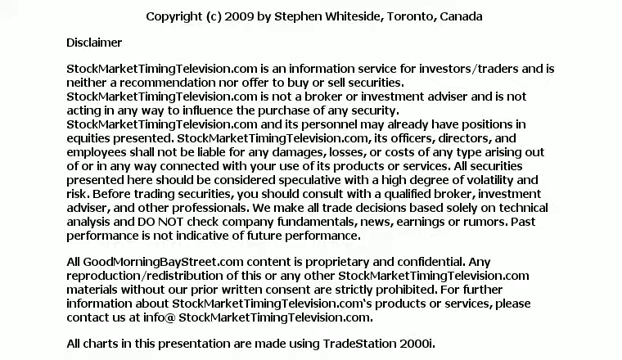 Copyright (c) 2009 by Stephen Whiteside, Toronto, Canada
Disclaimer
StockMarketTimingTelevision.com is an information service for investors/traders and is
neither a recommendation nor offer to buy or sell securities.
StockMarketTimingTelevision.com is not a broker or investment adviser and is not
acting in any way to influence the purchase of any security.
StockMarketTimingTelevision.com and its personnel may already have positions in
equities presented. StockMarketTimingTelevision.com, its officers, directors, and
employees shall not be liable for any damages, losses, or costs of any type arising out
of or in any way connected with your use of its products or services. All securities
presented here should be considered speculative with a high degree of volatility and
risk. Before trading securities, you should consult with a qualified broker, investment
adviser, and other professionals. We make all trade decisions based solely on technical
analysis and DO NOT check company fundamentals, news, earnings or rumors. Past
performance is not indicative of future performance.
All GoodMorningBayStreet.com content is proprietary and confidential. Any
reproduction/redistribution of this or any other StockMarketTimingTelevision.com
materials without our prior written consent are strictly prohibited. For further
information about StockMarketTimingTelevision.com's products or services, please
contact us at info@ StockMarketTimingTelevision.com.
All charts in this presentation are made using TradeStation 2000i.